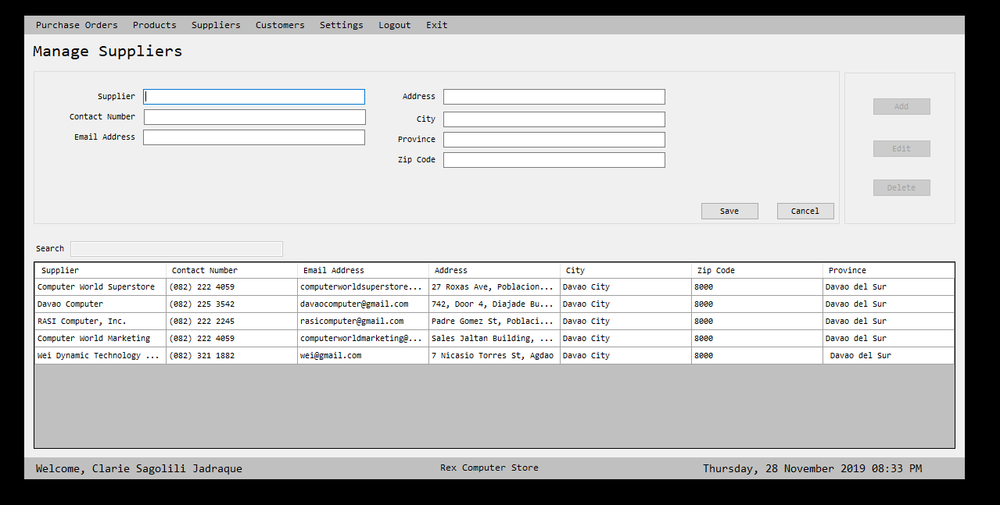 Purchase Orders Products Suppliers Customers Settings Logout Exit
Manage Suppliers
Supplier
Contact Number
Email Address
Address
City
Province
Zip Code
Save Cancel
Add
Edit
Delete
Search
Supplier Contact Number Email Address Address City Zip Code Province
Computer World Superstore (082) 222 4059 computerworldsuperstore... 27 Roxas Ave, Poblacion... Davao City 8000 Davao del Sur
Davao Computer (082) 225 3542 davaocomputer@gmail.com 742, Door 4, Diajade Bu... Davao City 8000 Davao del Sur
RASI Computer, Inc. (082) 222 2245 rasicomputer@gmail.com Padre Gomez St, Poblaci... Davao City 8000 Davao del Sur
Computer World Marketing (082) 222 4059 computerworldmarketing@... Sales Jaltan Building, ... Davao City 8000 Davao del Sur
Wei Dynamic Technology ... (082) 321 1882 wei@gmail.com 7 Nicasio Torres St, Agdao Davao City 8000 Davao del Sur
Welcome, Clarie Sagolili Jadraque Rex Computer Store Thursday, 28 November 2019 08:33 PM